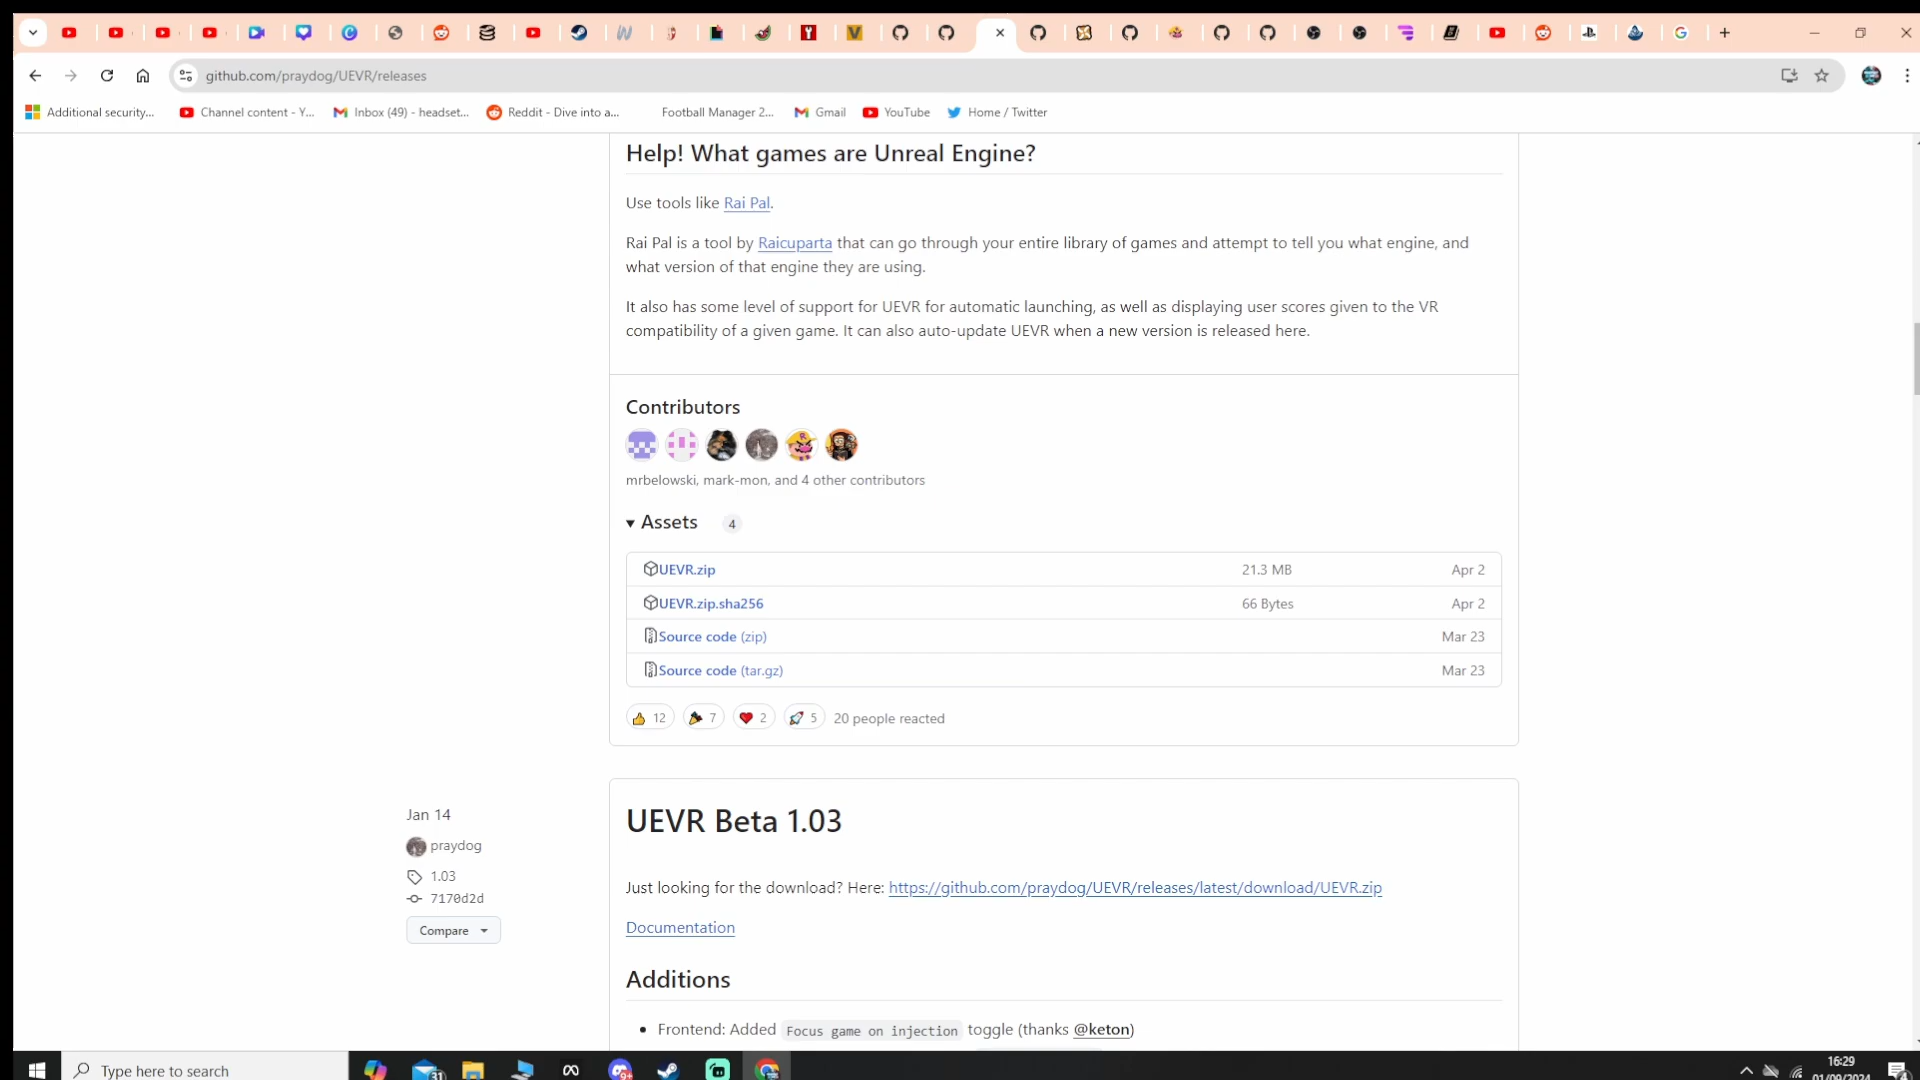 github.com/praydog/UEVR/releases
Additional security...
Channel content - Y...
Inbox (49) - headset...
Reddit - Dive into a...
Football Manager 2...
Gmail
YouTube
Home / Twitter
Help! What games are Unreal Engine?
Use tools like Rai Pal.
Rai Pal is a tool by Raicuparta that can go through your entire library of games and attempt to tell you what engine, and
what version of that engine they are using.
It also has some level of support for UEVR for automatic launching, as well as displaying user scores given to the VR
compatibility of a given game. It can also auto-update UEVR when a new version is released here.
Contributors
mrbelowski, mark-mon, and 4 other contributors
Assets 4
UEVR.zip 21.3 MB Apr 2
UEVR.zip.sha256 66 Bytes Apr 2
Source code (zip) Mar 23
Source code (tar.gz) Mar 23
12 7 2 5 20 people reacted
Jan 14
praydog
1.03
7170d2d
Compare
UEVR Beta 1.03
Just looking for the download? Here: https://github.com/praydog/UEVR/releases/latest/download/UEVR.zip
Documentation
Additions
Frontend: Added Focus game on injection toggle (thanks @keton)
Type here to search
31
9+
16:29
01/09/2024